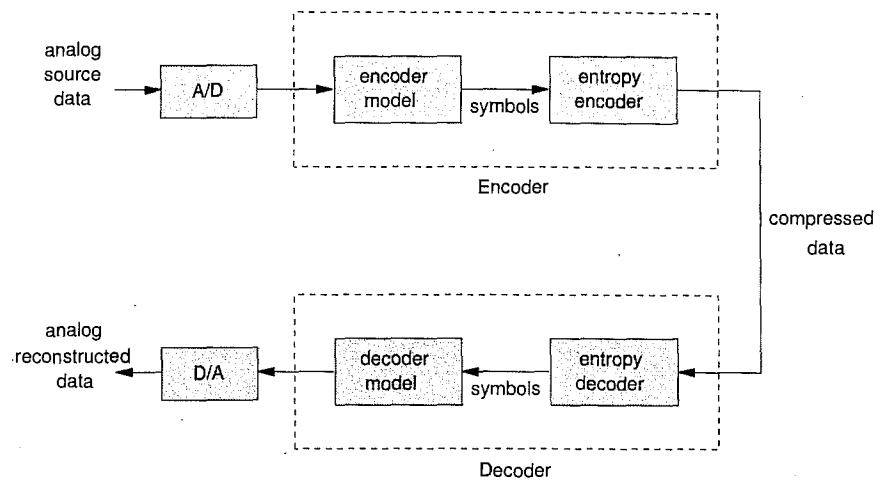 analog
source
data
A/D
encoder
model
symbols
entropy
encoder
Encoder
compressed
data
analog
reconstructed
data
D/A
decoder
model
symbols
entropy
decoder
Decoder